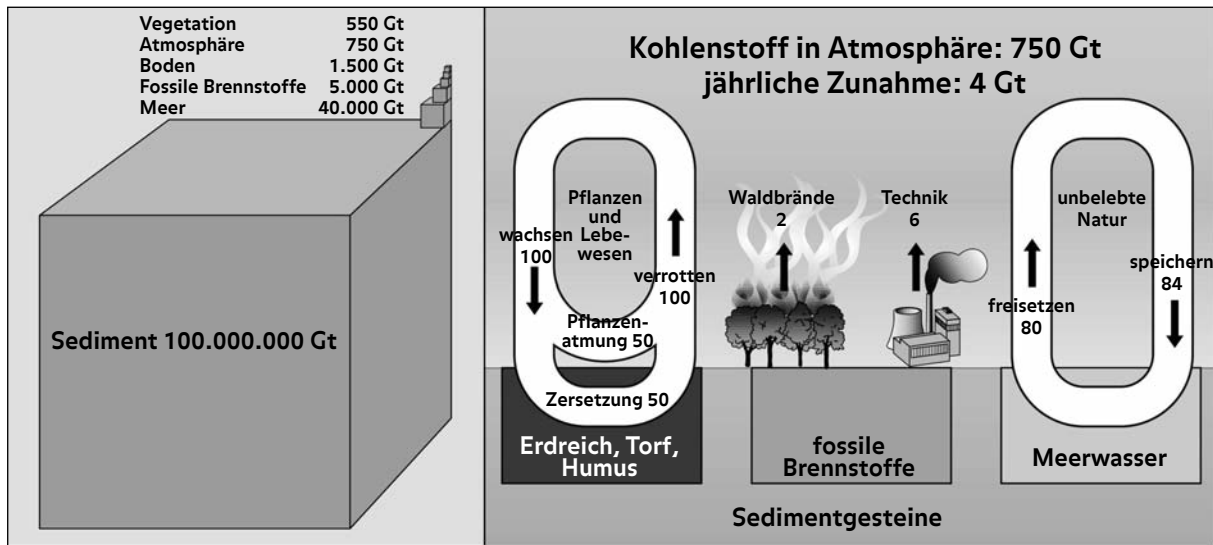 Vegetation 550 Gt
Atmosphäre 750 Gt
Boden 1.500 Gt
Fossile Brennstoffe 5.000 Gt
Meer 40.000 Gt
Sediment 100.000.000 Gt
Kohlenstoff in Atmosphäre: 750 Gt
jährliche Zunahme: 4 Gt
Pflanzen
und
Lebe-
wesen
wachsen
100
verrotten
100
Pflanzen-
atmung 50
Zersetzung 50
Erdreich, Torf,
Humus
Waldbrände
2
Technik
6
fossile
Brennstoffe
unbelebte
Natur
freisetzen
80
speichern
84
Meerwasser
Sedimentgesteine